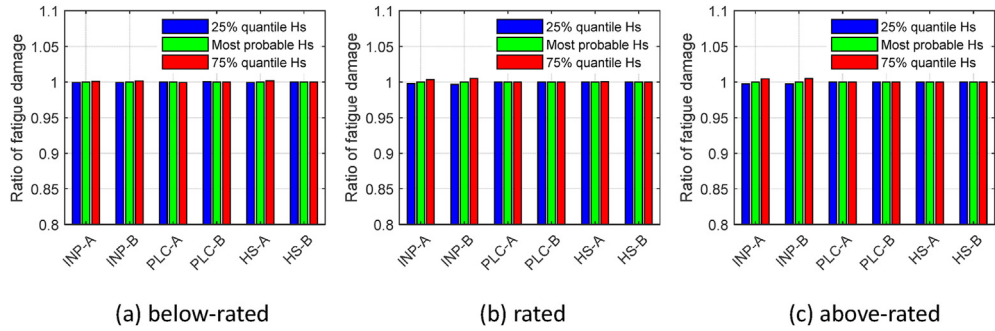 Ratio of fatigue damage
1.1
1.05
1
0.95
0.9
0.85
0.8
25% quantile Hs
Most probable Hs
75% quantile Hs
INP-A
INP-B
PLC-A
PLC-B
HS-A
HS-B
(a) below-rated
Ratio of fatigue damage
1.1
1.05
1
0.95
0.9
0.85
0.8
25% quantile Hs
Most probable Hs
75% quantile Hs
INP-A
INP-B
PLC-A
PLC-B
HS-A
HS-B
(b) rated
Ratio of fatigue damage
1.1
1.05
1
0.95
0.9
0.85
0.8
25% quantile Hs
Most probable Hs
75% quantile Hs
INP-A
INP-B
PLC-A
PLC-B
HS-A
HS-B
(c) above-rated